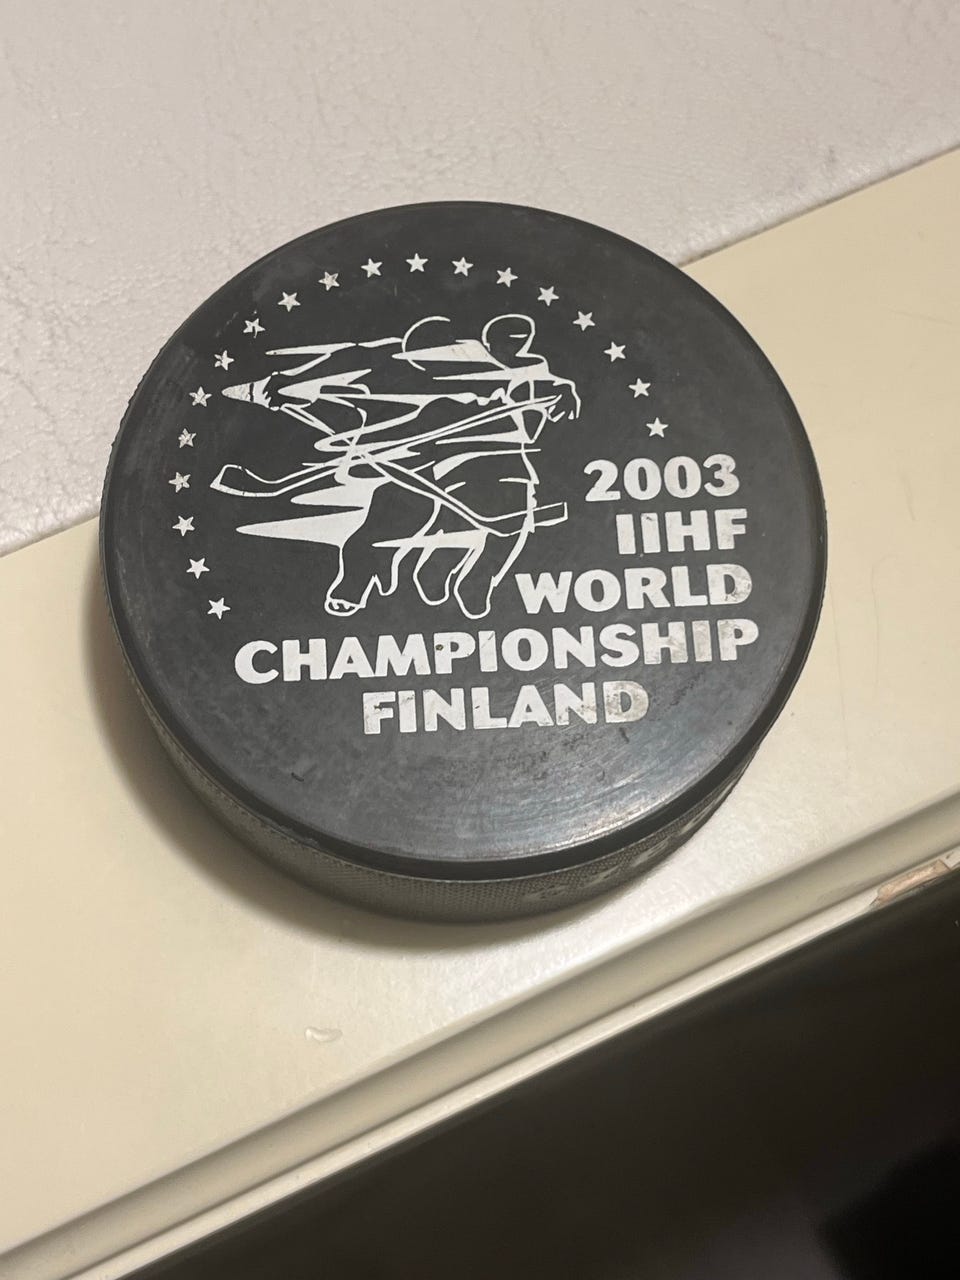 2003
IIHF
WORLD
CHAMPIONSHIP
FINLAND